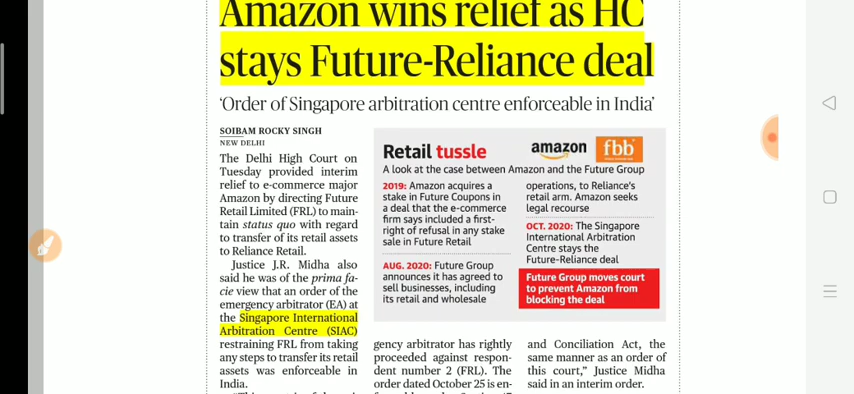 Amazon wins relief as HC
stays Future-Reliance deal
‘Order of Singapore arbitration centre enforceable in India’
SOIBAM ROCKY SINGH
NEW DELHI
The Delhi High Court on
Tuesday provided interim
relief to e-commerce major
Amazon by directing Future
Retail Limited (FRL) to main-
tain status quo with regard
to transfer of its retail assets
to Reliance Retail.
Justice J.R. Midha also
said he was of the prima fa-
cie view that an order of the
emergency arbitrator (EA) at
the Singapore International
Arbitration Centre (SIAC)
restraining FRL from taking
any steps to transfer its retail
assets was enforceable in
India.
Retail tussle
amazon
fbb
A look at the case between Amazon and the Future Group
2019: Amazon acquires a
stake in Future Coupons in
a deal that the e-commerce
firm says included a first-
right of refusal in any stake
sale in Future Retail
AUG. 2020: Future Group
announces it has agreed to
sell businesses, including
its retail and wholesale
operations, to Reliance's
retail arm. Amazon seeks
legal recourse
OCT. 2020: The Singapore
International Arbitration
Centre stays the
Future-Reliance deal
Future Group moves court
to prevent Amazon from
blocking the deal
gency arbitrator has rightly
proceeded against respon-
dent number 2 (FRL). The
order dated October 25 is en-
and Conciliation Act, the
same manner as an order of
this court,” Justice Midha
said in an interim order.